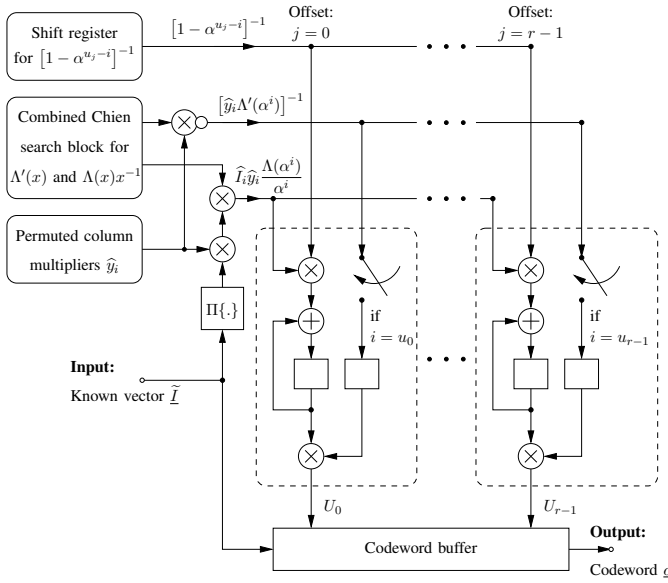 Shift register
for [1 − α^{u_j−i}]^{−1}
[1 − α^{u_j−i}]^{−1}
Offset:
j = 0
Offset:
j = r − 1
Combined Chien
search block for
Λ′(x) and Λ(x)x^{−1}
[ŷ_i Λ′(α^i)]^{−1}
Î_i ŷ_i Λ(α^i)/α^i
Permuted column
multipliers ŷ_i
Π{.}
if
i = u_0
if
i = u_{r−1}
Input:
Known vector Ĩ
U_0
U_{r−1}
Codeword buffer
Output:
Codeword